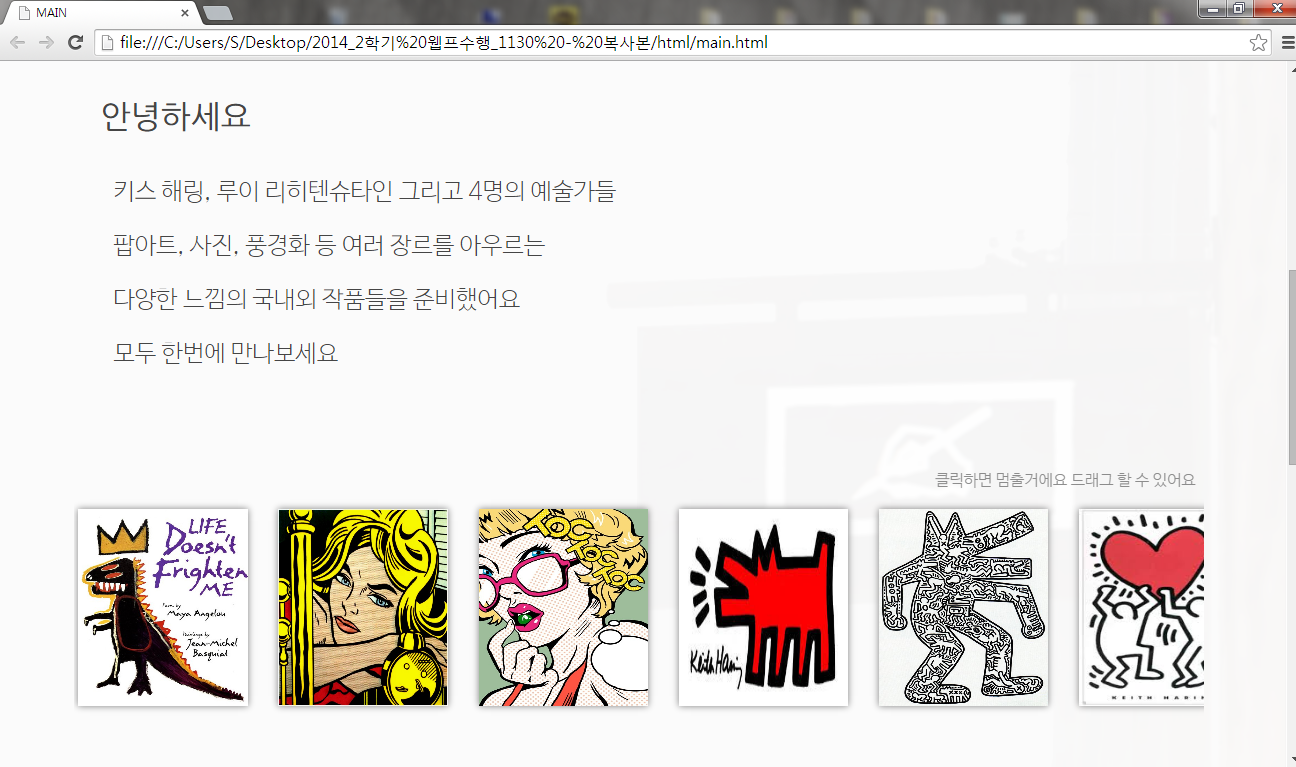 MAIN
file:///C:/Users/S/Desktop/2014_2학기%20웹프수행_1130%20-%20복사본/html/main.html
안녕하세요
키스 해링, 루이 리히텐슈타인 그리고 4명의 예술가들
팝아트, 사진, 풍경화 등 여러 장르를 아우르는
다양한 느낌의 국내외 작품들을 준비했어요
모두 한번에 만나보세요
클릭하면 멈출거에요 드래그 할 수 있어요
LIFE
Doesn't
Frighten
ME
Poem by
Maya Angelou
Paintings by
Jean-Michel
Basquiat
TOC
TOC TOC
Keith Haring
KEITH HARIN